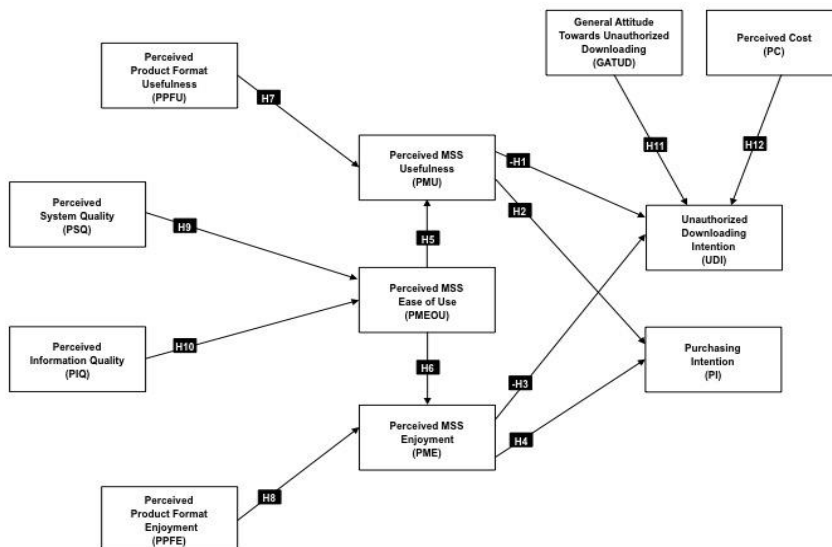 General Attitude
Towards Unauthorized
Downloading
(GATUD)
Perceived Cost
(PC)
Perceived
Product Format
Usefulness
(PPFU)
H7
H11
H12
Perceived MSS
Usefulness
(PMU)
-H1
H2
Perceived
System Quality
(PSQ)
H9
H5
Unauthorized
Downloading
Intention
(UDI)
Perceived MSS
Ease of Use
(PMEOU)
Perceived
Information Quality
(PIQ)
H10
H6
-H3
Purchasing
Intention
(PI)
Perceived MSS
Enjoyment
(PME)
H4
H8
Perceived
Product Format
Enjoyment
(PPFE)